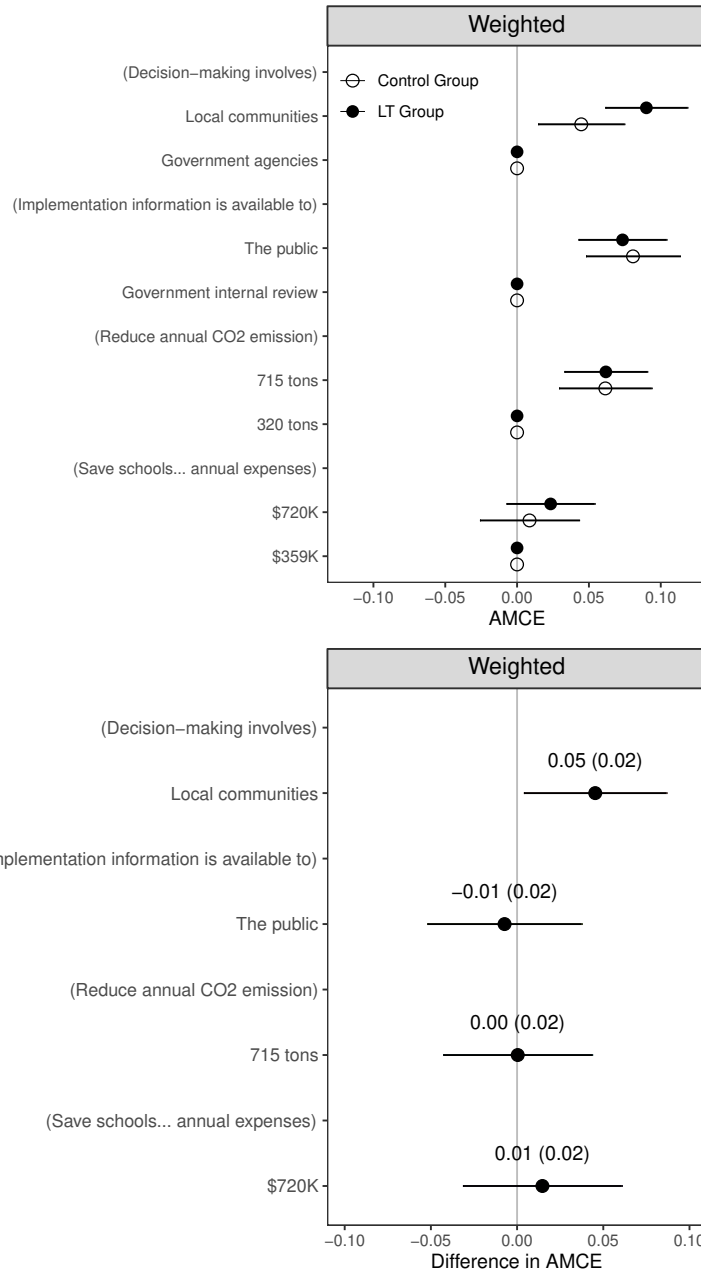 Weighted
(Decision−making involves)
Control Group
LT Group
Local communities
Government agencies
(Implementation information is available to)
The public
Government internal review
(Reduce annual CO2 emission)
715 tons
320 tons
(Save schools... annual expenses)
$720K
$359K
−0.10 −0.05 0.00 0.05 0.10
AMCE
Weighted
(Decision−making involves)
0.05 (0.02)
Local communities
mplementation information is available to)
−0.01 (0.02)
The public
(Reduce annual CO2 emission)
0.00 (0.02)
715 tons
(Save schools... annual expenses)
0.01 (0.02)
$720K
−0.10 −0.05 0.00 0.05 0.10
Difference in AMCE